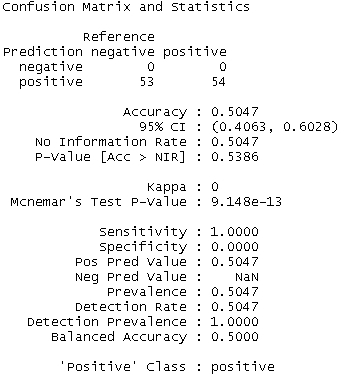 Confusion Matrix and Statistics
Reference
Prediction negative positive
negative 0 0
positive 53 54
Accuracy : 0.5047
95% CI : (0.4063, 0.6028)
No Information Rate : 0.5047
P-Value [Acc > NIR] : 0.5386
Kappa : 0
Mcnemar's Test P-Value : 9.148e-13
Sensitivity : 1.0000
Specificity : 0.0000
Pos Pred Value : 0.5047
Neg Pred Value : NaN
Prevalence : 0.5047
Detection Rate : 0.5047
Detection Prevalence : 1.0000
Balanced Accuracy : 0.5000
'Positive' Class : positive